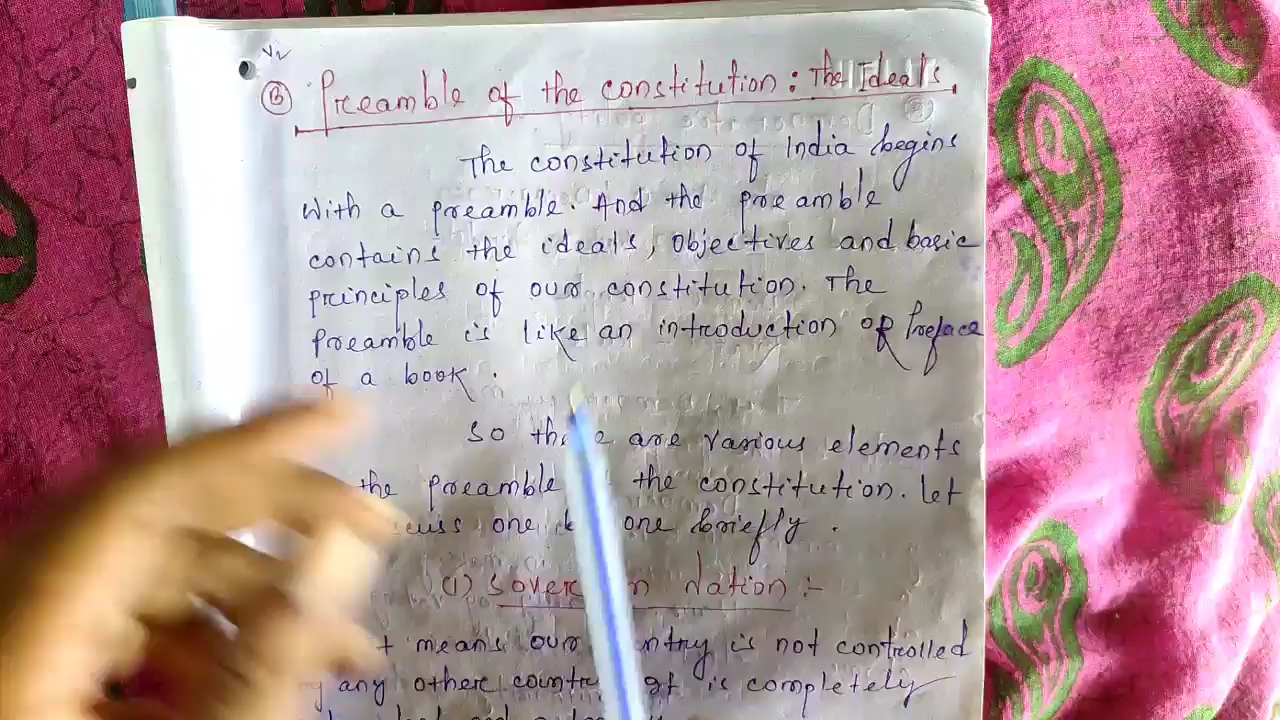 B Preamble of the constitution: The Ideals
The constitution of India begins
with a preamble. And the preamble
contains the ideals, objectives and basic
principles of our constitution. The
preamble is like an introduction of Preface
of a book.
So are various elements
the preamble the constitution. let
one one briefly.
(1) Nation :-
means our is not controlled
any other is completely